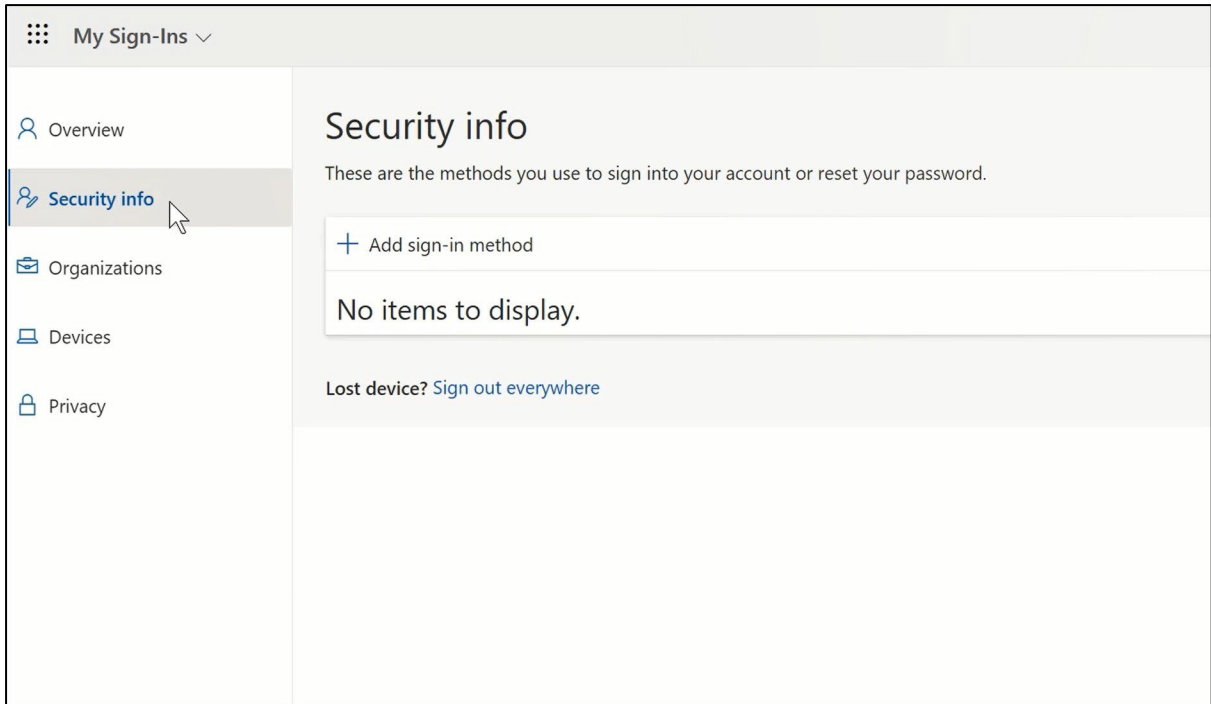 My Sign-Ins
Overview
Security info
Organizations
Devices
Privacy
Security info
These are the methods you use to sign into your account or reset your password.
Add sign-in method
No items to display.
Lost device? Sign out everywhere